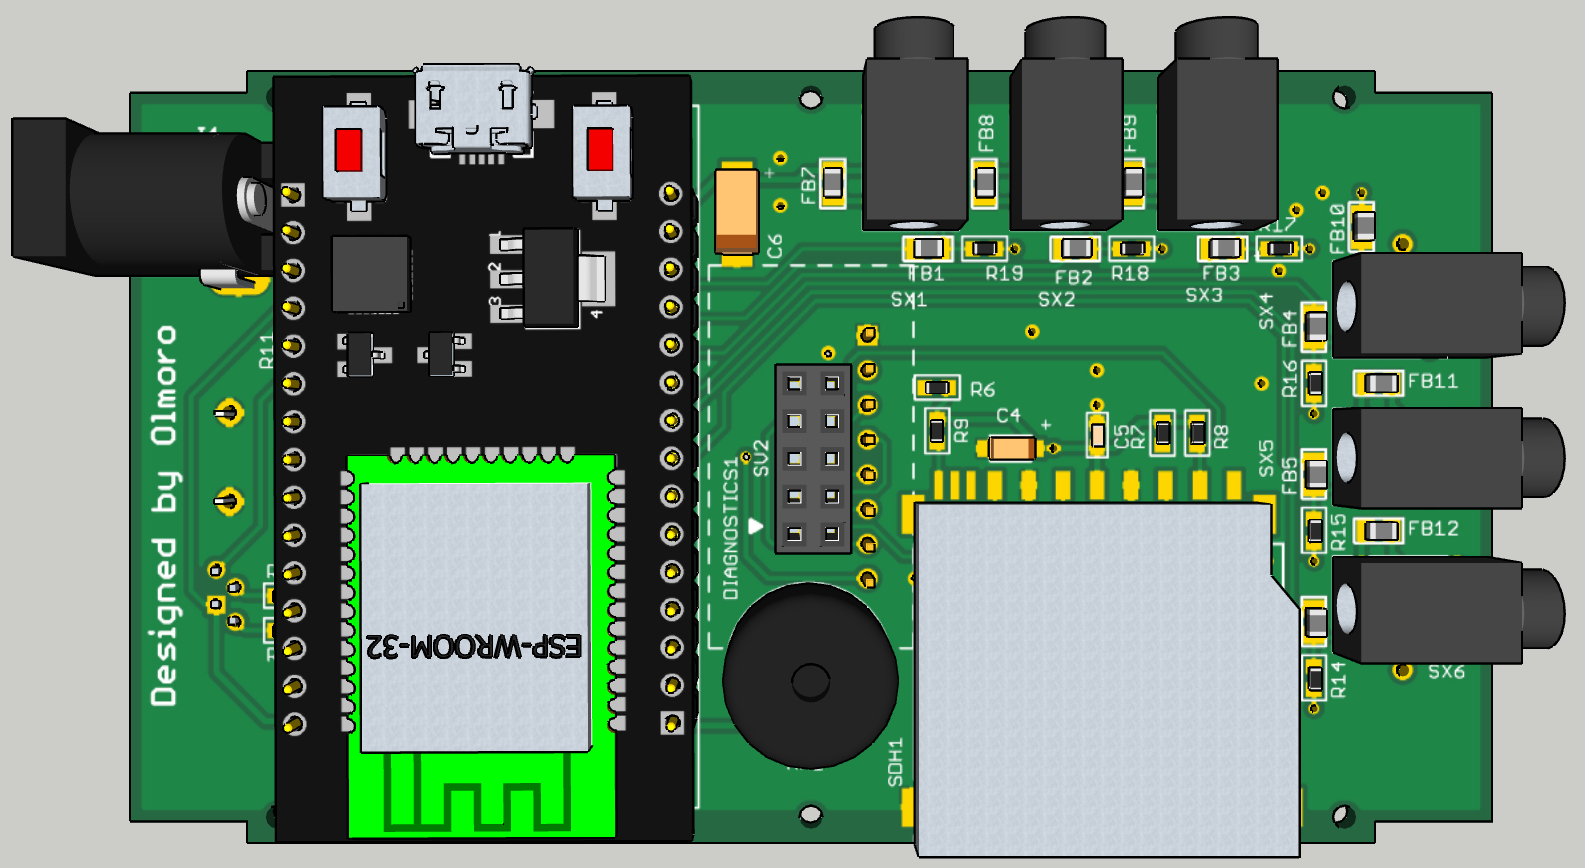 FB7
FB8
FB9
FB10
C6
FB1
R19
FB2
R18
FB3
R17
SX1
SX2
SX3
SX4
FB4
R16
FB11
1
2
3
4
R11
Designed by Olmoro
R6
R9
C4
C5
R7
R8
SV2
DIAGNOSTICS1
SX5
FB5
R15
FB12
ESP-WROOM-32
R14
SX6
SDH1
+
+